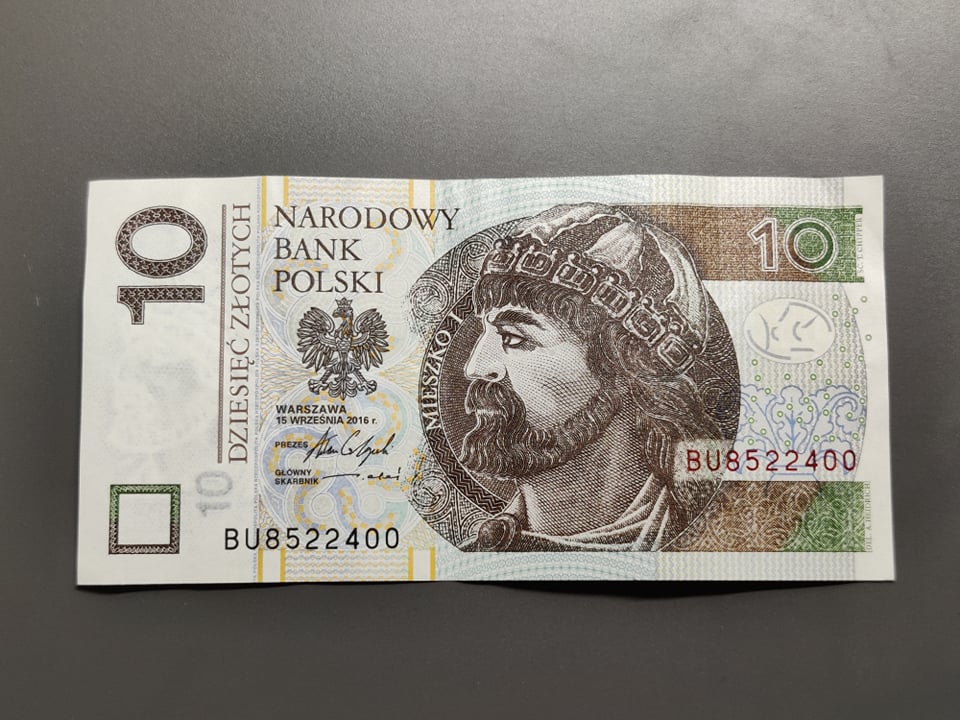 10
DZIESIĘĆ ZŁOTYCH
NARODOWY
BANK
POLSKI
WARSZAWA
15 WRZEŚNIA 2016 r.
PREZES
GŁÓWNY
SKARBNIK
10
BU8522400
MIESZKO I
10
BU8522400